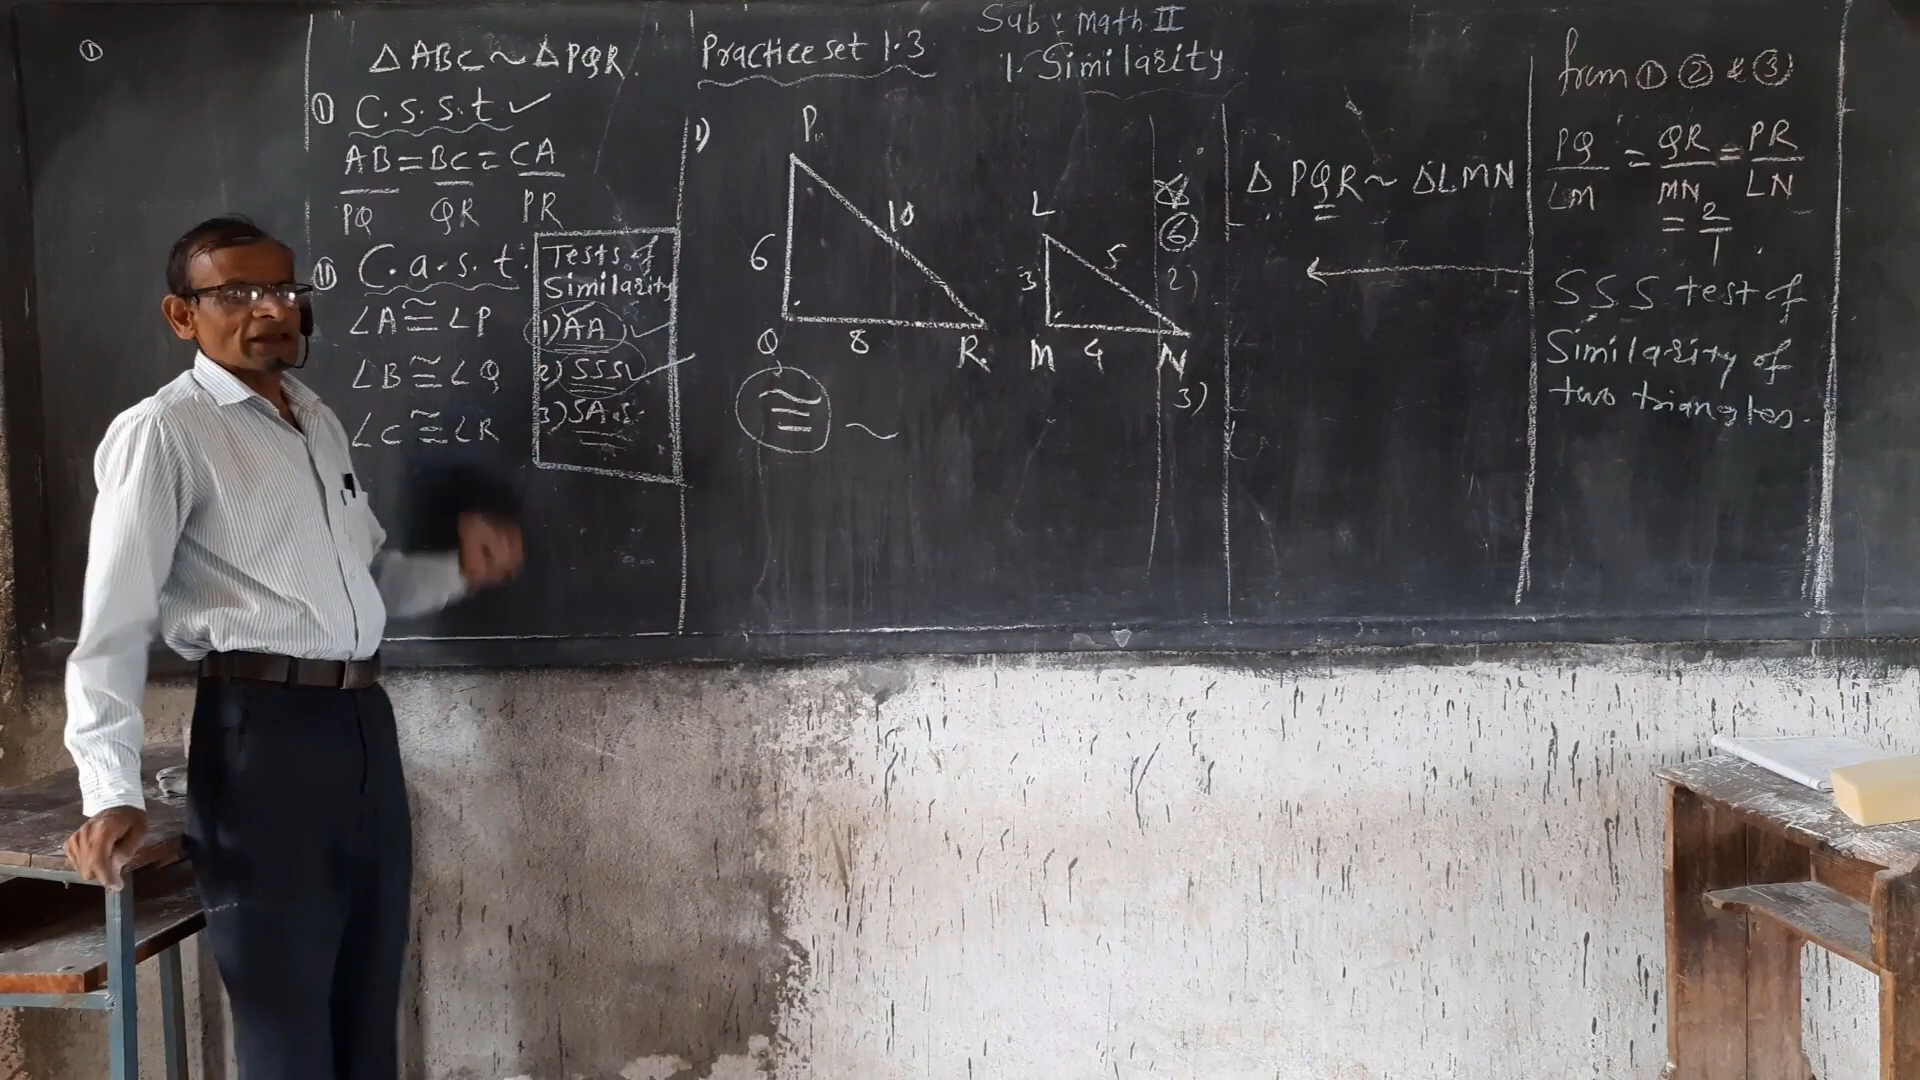 ①
Sub : Math II
1. Similarity
△ABC ~ △PQR.
① C.s.s.t ✓
AB = BC = CA
PQ QR PR
② C.a.s.t:
∠A ≅ ∠P
∠B ≅ ∠Q
∠C ≅ ∠R
Tests of
Similarity
1) AA ✓
2) SSS ✓
3) SAS
Practice set 1.3
1)
P
6
10
Q
8
R
≅ ~
L
3
5
M
4
N
⑥
2)
3)
△ PQR ~ △LMN
←
from ① ② & ③
PQ = QR = PR
LM MN LN
= 2
1
SSS test of
Similarity of
two triangles.